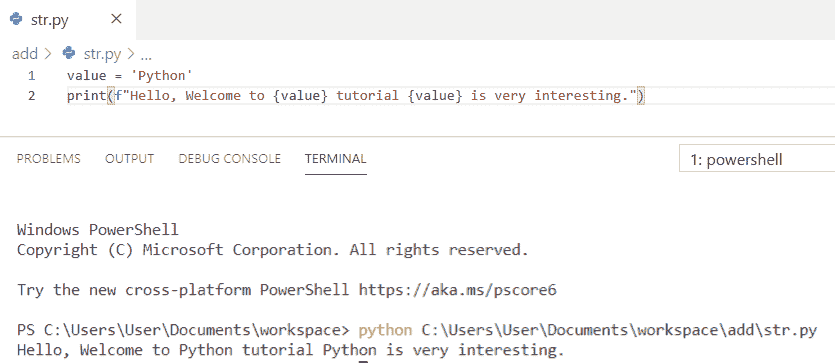 str.py ×
add > str.py > ...
1 value = 'Python'
2 print(f"Hello, Welcome to {value} tutorial {value} is very interesting.")
PROBLEMS OUTPUT DEBUG CONSOLE TERMINAL 1: powershell
Windows PowerShell
Copyright (C) Microsoft Corporation. All rights reserved.
Try the new cross-platform PowerShell https://aka.ms/pscore6
PS C:\Users\User\Documents\workspace> python C:\Users\User\Documents\workspace\add\str.py
Hello, Welcome to Python tutorial Python is very interesting.